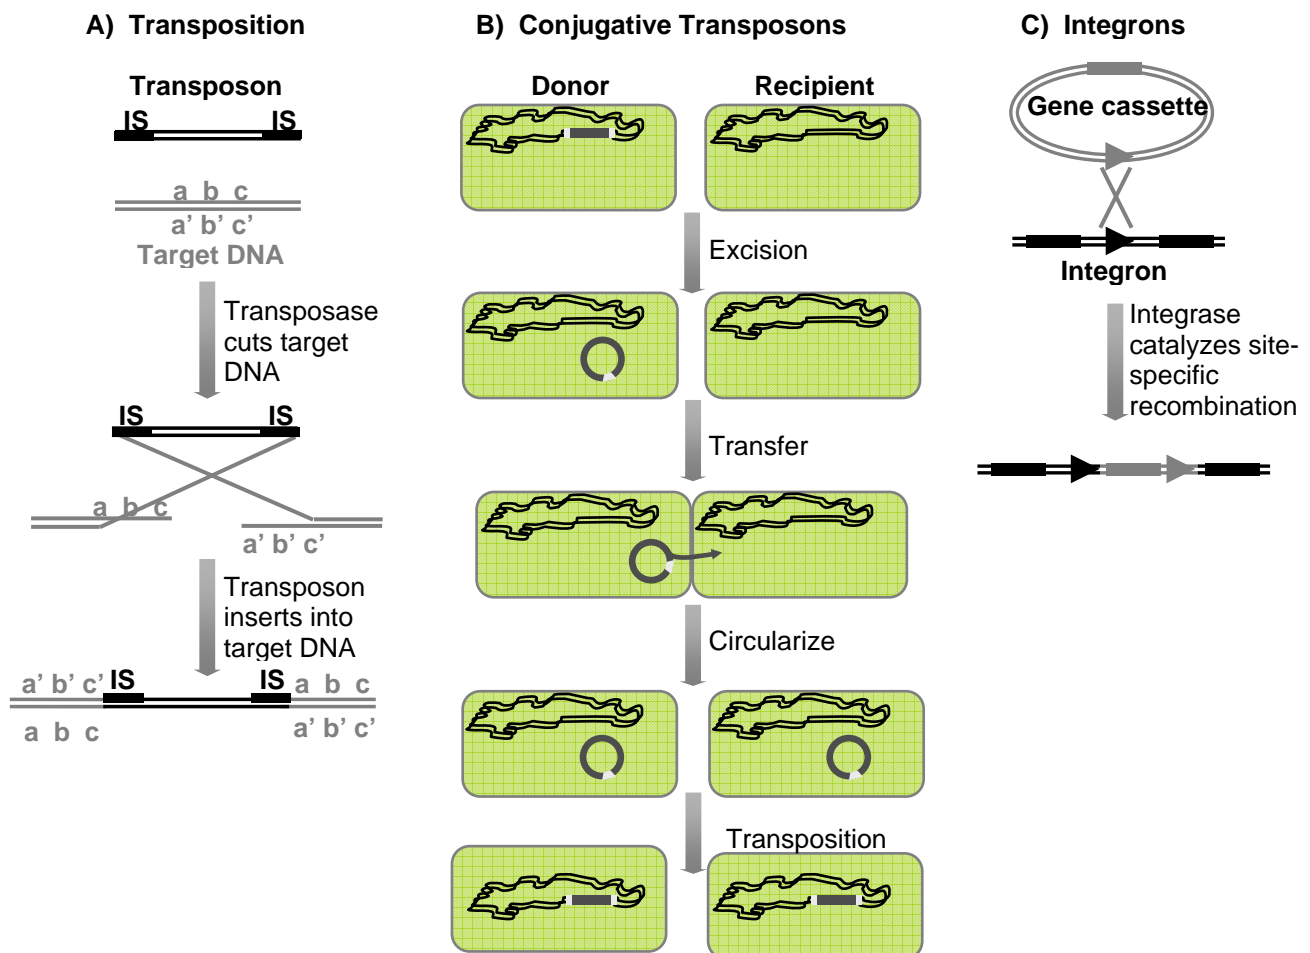 A) Transposition
Transposon
IS IS
a b c
a' b' c'
Target DNA
Transposase
cuts target
DNA
IS IS
a b c
a' b' c'
Transposon
inserts into
target DNA
a' b' c' IS IS a b c
a b c a' b' c'
B) Conjugative Transposons
Donor Recipient
Excision
Transfer
Circularize
Transposition
C) Integrons
Gene cassette
Integron
Integrase
catalyzes site-
specific
recombination